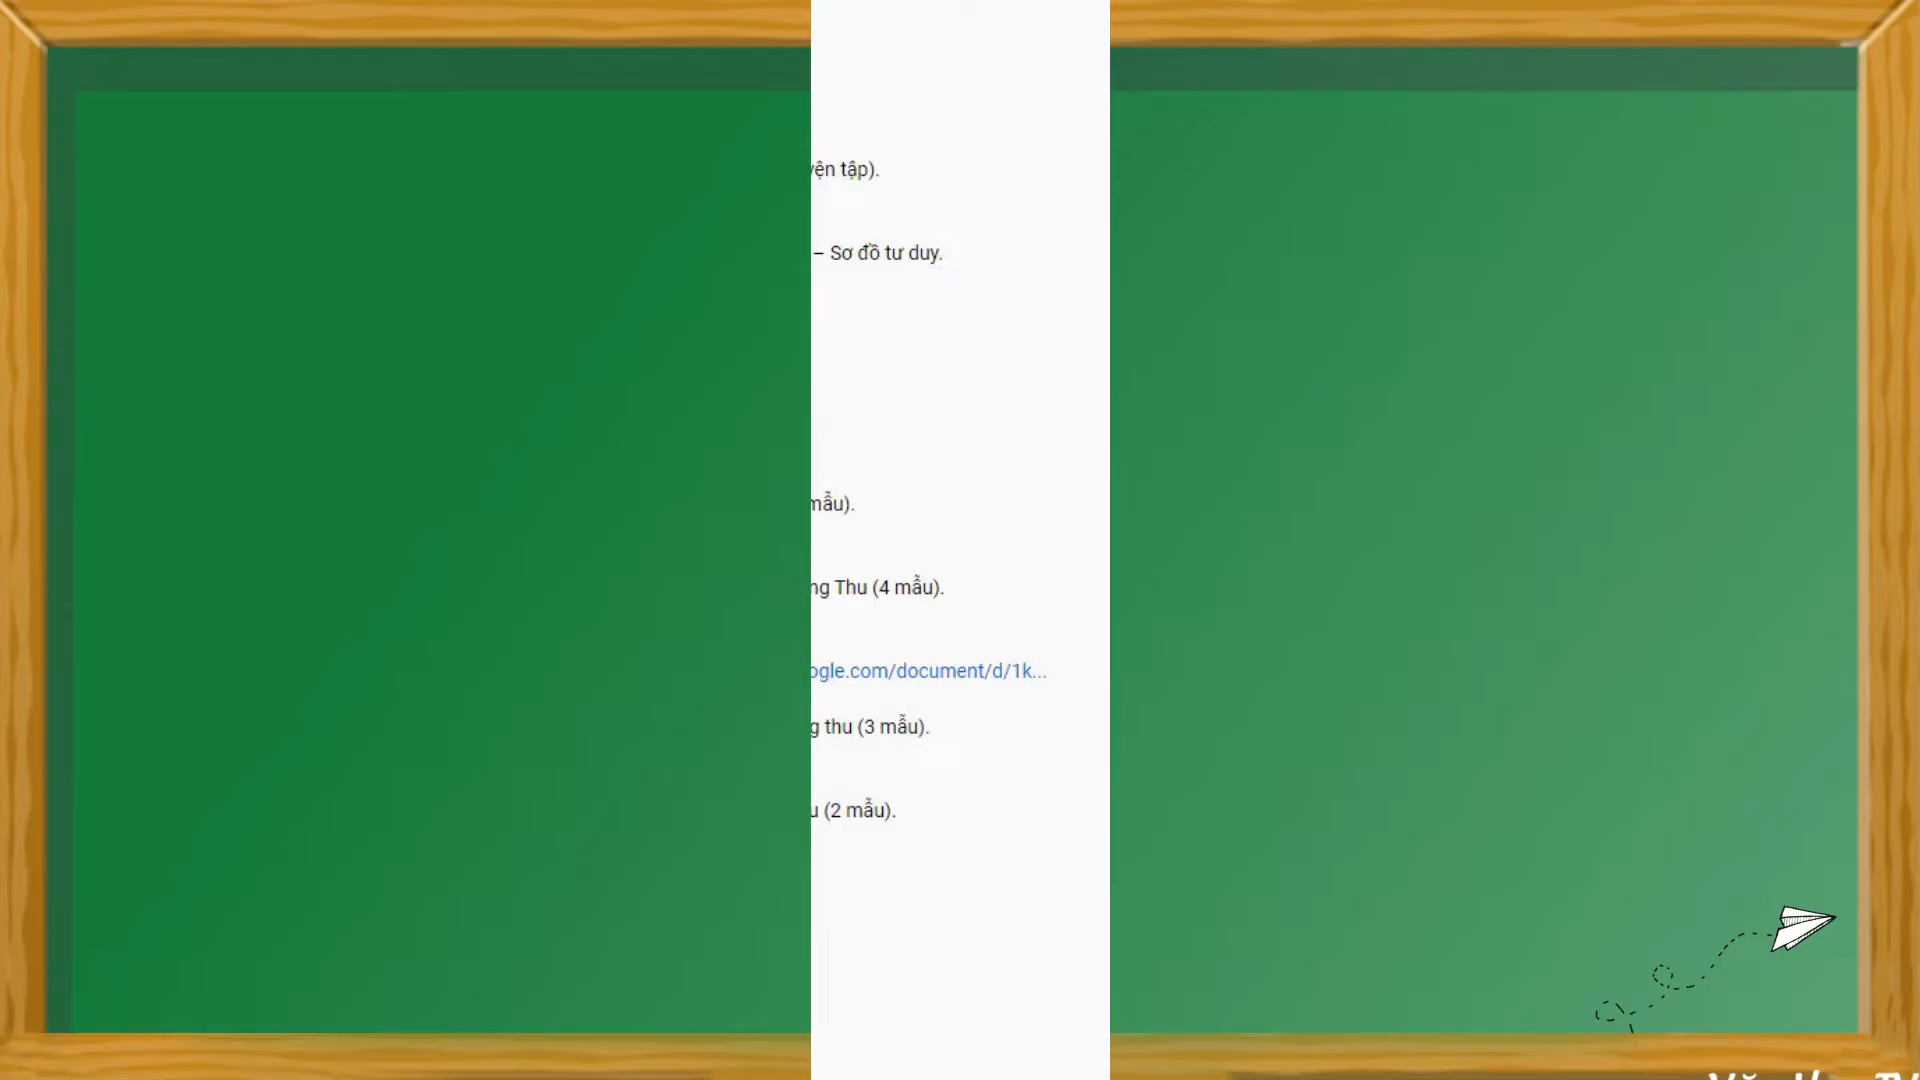 yện tập).
– Sơ đồ tư duy.
mẫu).
ng Thu (4 mẫu).
ogle.com/document/d/1k...
g thu (3 mẫu).
u (2 mẫu).